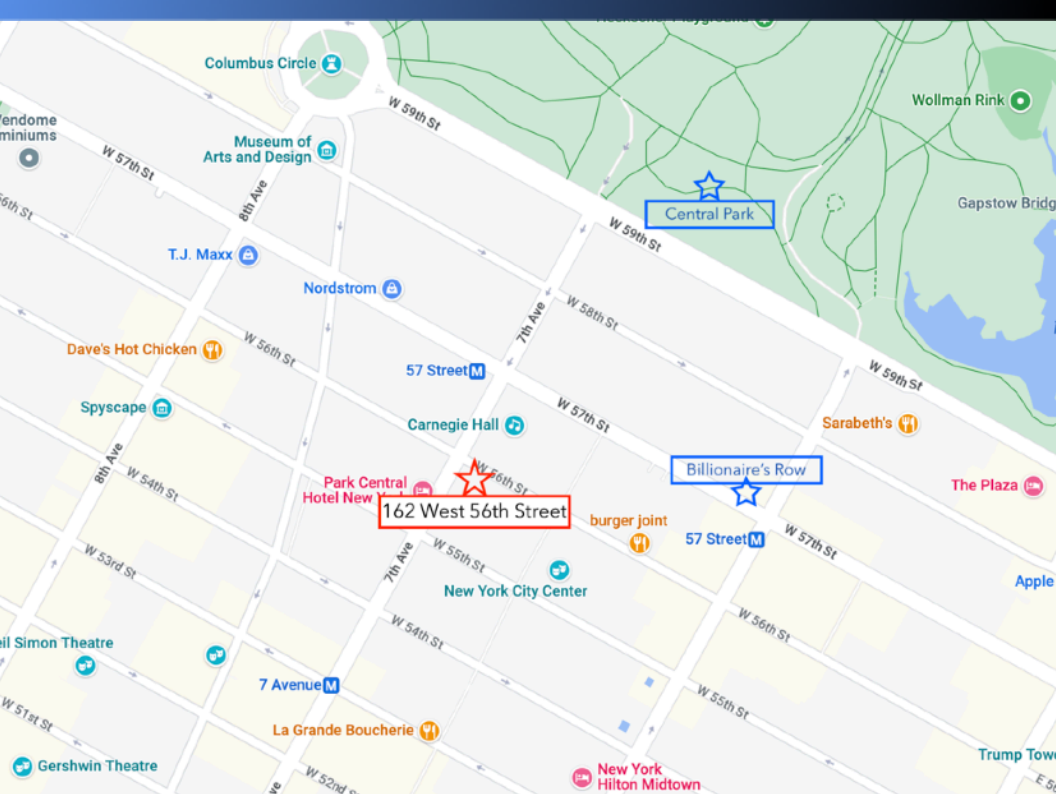 Columbus Circle
W 59th St
Wollman Rink
Museum of
Arts and Design
W 57th St
8th Ave
Central Park
Gapstow Bridg
W 59th St
T.J. Maxx
Nordstrom
7th Ave
W 58th St
W 56th St
Dave's Hot Chicken
57 Street M
W 59th St
Spyscape
Carnegie Hall
W 57th St
Sarabeth's
8th Ave
W 54th St
Park Central
Hotel New
W 56th St
Billionaire's Row
The Plaza
162 West 56th Street
burger joint
57 Street M
W 57th St
W 53rd St
7th Ave
W 55th St
New York City Center
Apple
W 56th St
W 54th St
Simon Theatre
7 Avenue M
W 55th St
W 51st St
La Grande Boucherie
Gershwin Theatre
W 52nd
New York
Hilton Midtown
Trump Tow